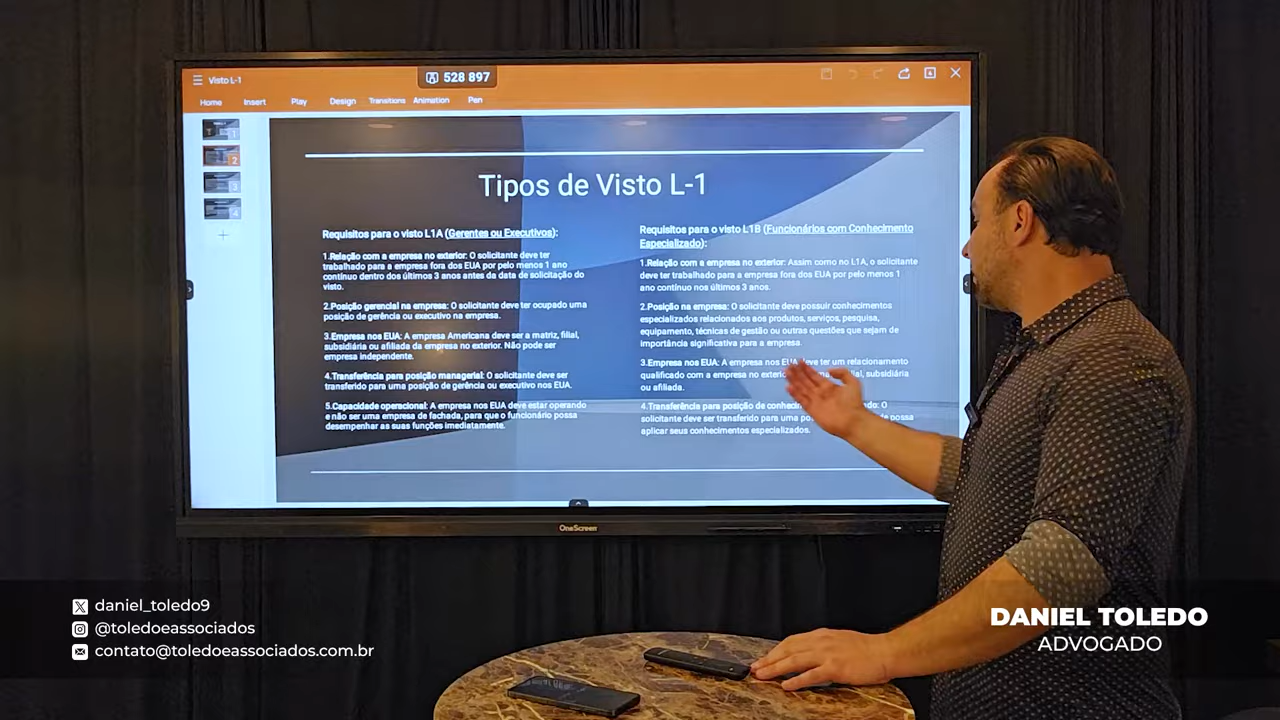 Visto L-1
528 897
Home Insert Play Design Transitions Animation Pen
1
2
3
4
Tipos de Visto L-1
Requisitos para o visto L1A (Gerentes ou Executivos):
1.Relação com a empresa no exterior: O solicitante deve ter
trabalhado para a empresa fora dos EUA por pelo menos 1 ano
contínuo dentro dos últimos 3 anos antes da data de solicitação do
visto.
2.Posição gerencial na empresa: O solicitante deve ter ocupado uma
posição de gerência ou executivo na empresa.
3.Empresa nos EUA: A empresa Americana deve ser a matriz, filial,
subsidiária ou afiliada da empresa no exterior. Não pode ser
empresa independente.
4.Transferência para posição managerial: O solicitante deve ser
transferido para uma posição de gerência ou executivo nos EUA.
5.Capacidade operacional: A empresa nos EUA deve estar operando
e não ser uma empresa de fachada, para que o funcionário possa
desempenhar as suas funções imediatamente.
Requisitos para o visto L1B (Funcionários com Conhecimento
Especializado):
1.Relação com a empresa no exterior: Assim como no L1A, o solicitante
deve ter trabalhado para a empresa fora dos EUA por pelo menos 1
ano contínuo nos últimos 3 anos.
2.Posição na empresa: O solicitante deve possuir conhecimentos
especializados relacionados aos produtos, serviços, pesquisa,
equipamento, técnicas de gestão ou outras questões que sejam de
importância significativa para a empresa.
3.Empresa nos EUA: A empresa nos EUA deve ter um relacionamento
qualificado com a empresa no subsidiária
ou afiliada.
4.Transferência para posição de O
solicitante deve ser transferido para uma possa
aplicar seus conhecimentos especializados.
OneScreen
daniel_toledo9
@toledoeassociados
contato@toledoeassociados.com.br
DANIEL TOLEDO
ADVOGADO